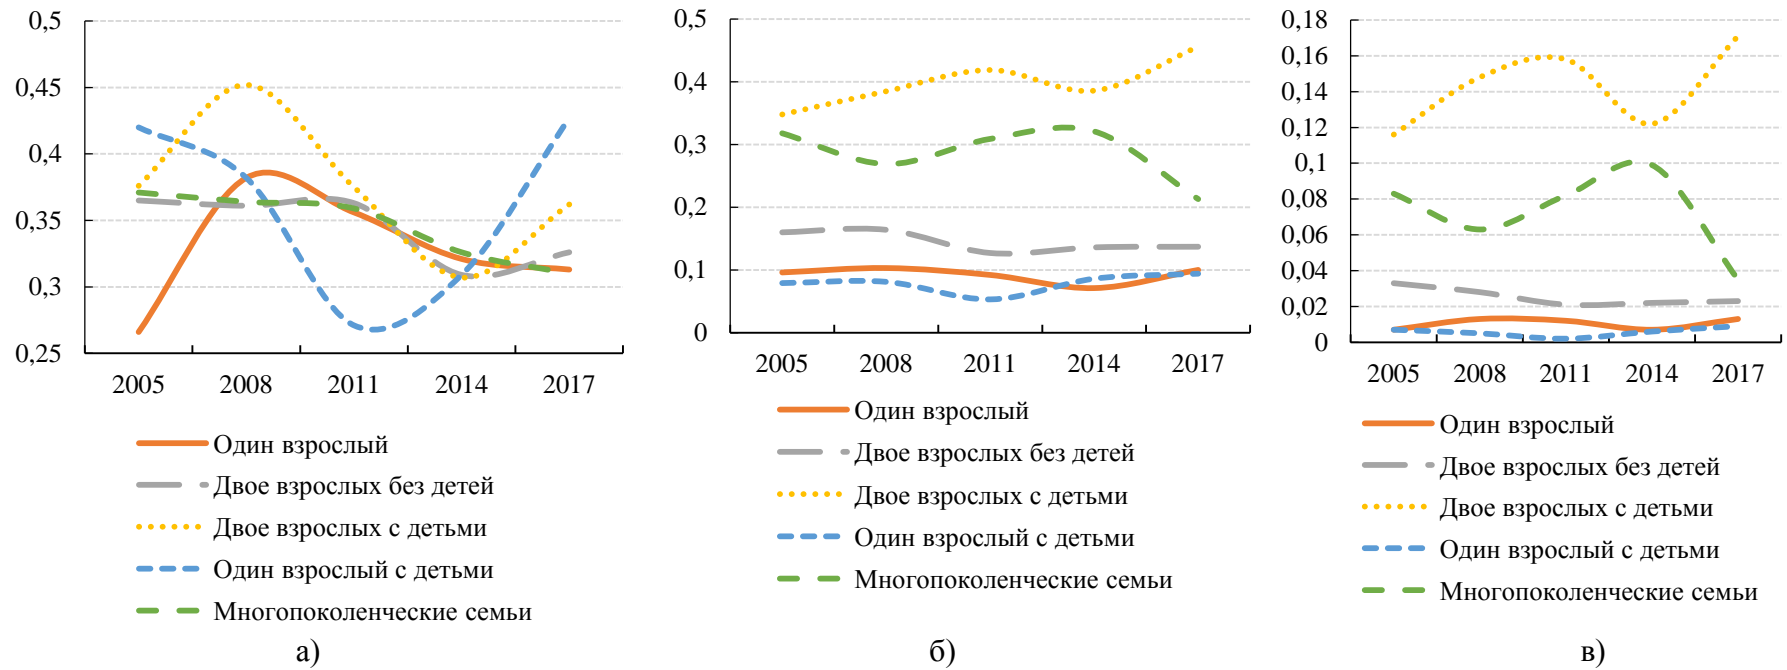 0,5
0,45
0,4
0,35
0,3
0,25
2005 2008 2011 2014 2017
Один взрослый
Двое взрослых без детей
Двое взрослых с детьми
Один взрослый с детьми
Многопоколенческие семьи
а)
0,5
0,4
0,3
0,2
0,1
0
2005 2008 2011 2014 2017
Один взрослый
Двое взрослых без детей
Двое взрослых с детьми
Один взрослый с детьми
Многопоколенческие семьи
б)
0,18
0,16
0,14
0,12
0,1
0,08
0,06
0,04
0,02
0
2005 2008 2011 2014 2017
Один взрослый
Двое взрослых без детей
Двое взрослых с детьми
Один взрослый с детьми
Многопоколенческие семьи
в)